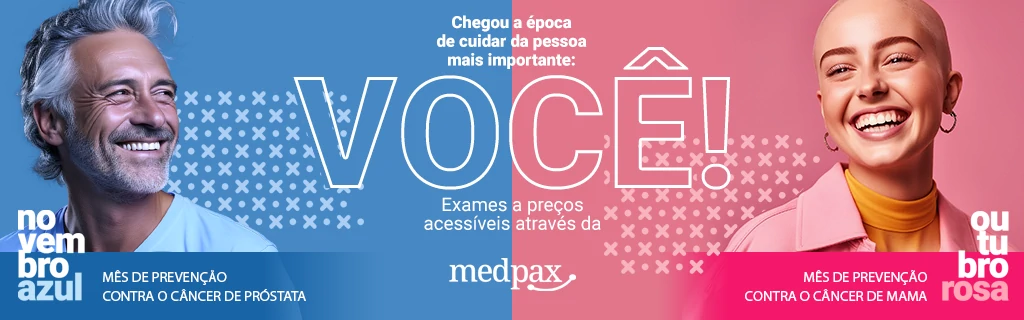 Chegou a época
de cuidar da pessoa
mais importante:
VOCÊ!
Exames a preços
acessíveis através da
medpax
no
vem
bro
azul
MÊS DE PREVENÇÃO
CONTRA O CÂNCER DE PRÓSTATA
MÊS DE PREVENÇÃO
CONTRA O CÂNCER DE MAMA
ou
tu
bro
rosa